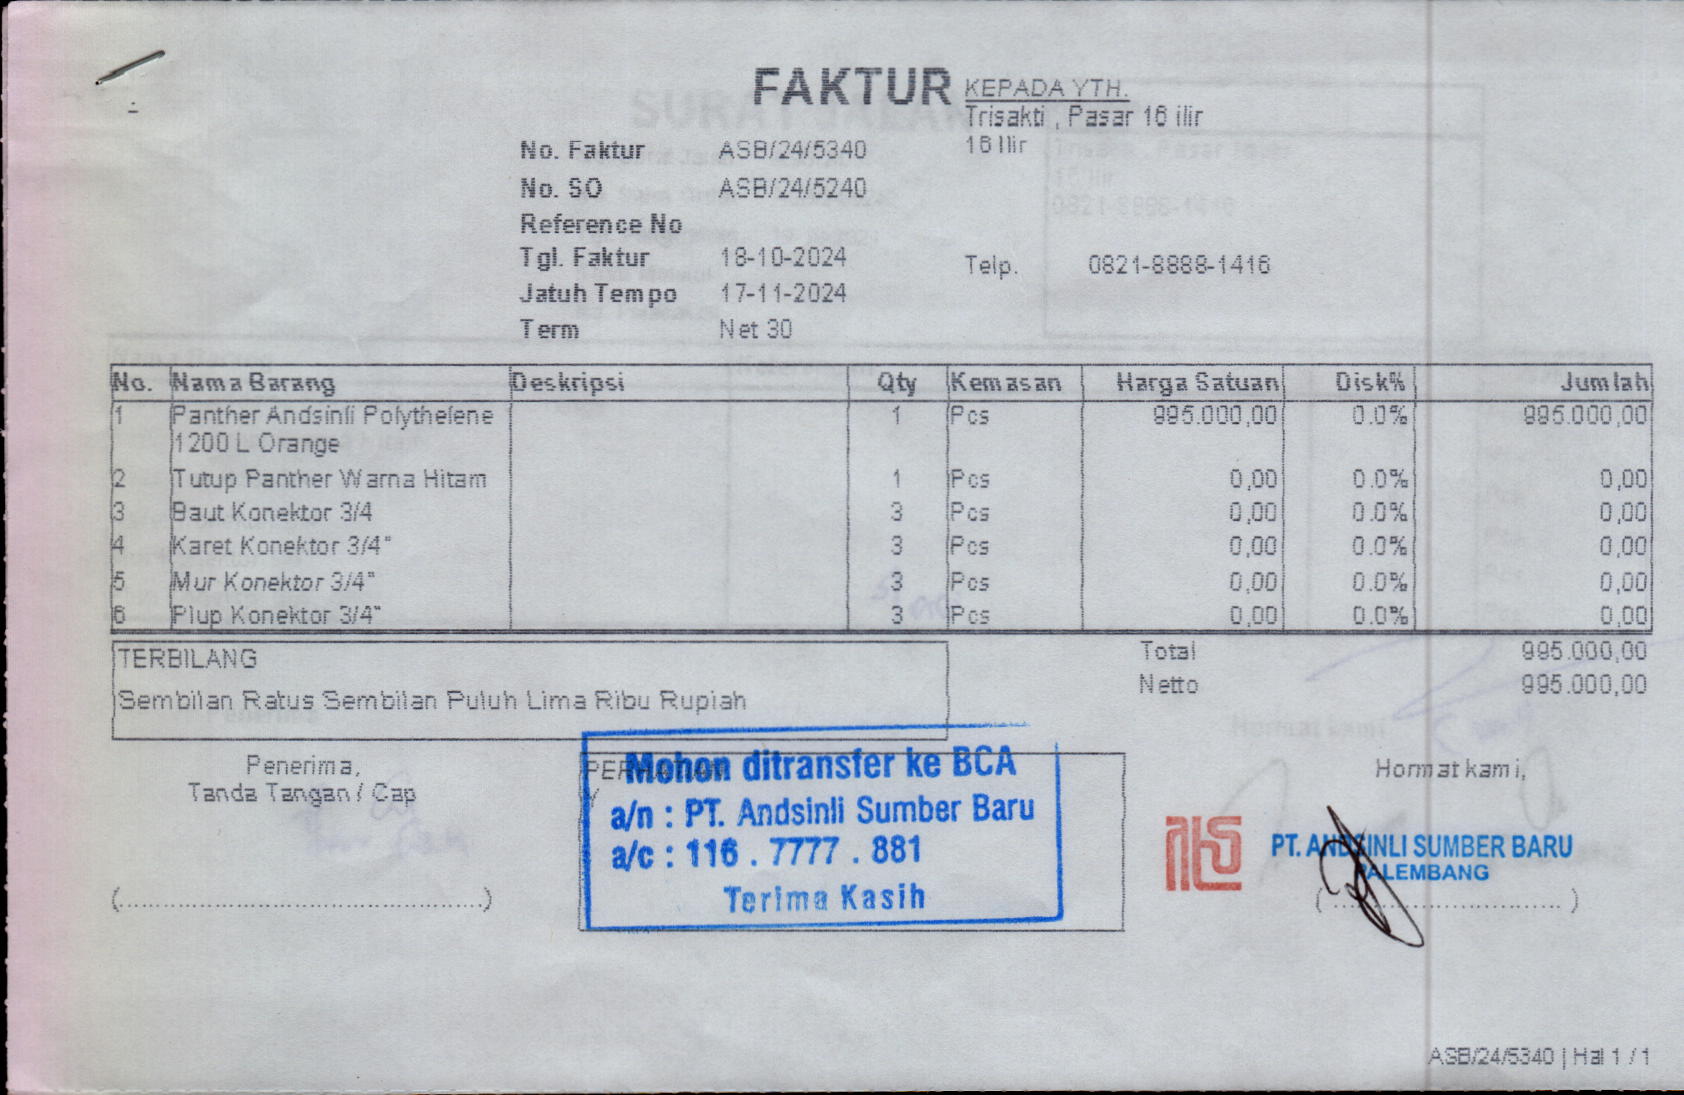 FAKTUR
KEPADA YTH.
Trisakti , Pasar 16 ilir
16 Ilir
No. Faktur ASB/24/5340
No. SO ASB/24/5240
Reference No
Tgl. Faktur 18-10-2024
Telp. 0821-8888-1416
Jatuh Tempo 17-11-2024
Term Net 30
No. Nama Barang Deskripsi Qty Kemasan Harga Satuan Disk% Jumlah
1 Panther Andsinli Polythelene 1 Pcs 995.000,00 0.0% 995.000,00
1200 L Orange
2 Tutup Panther Warna Hitam 1 Pcs 0,00 0.0% 0,00
3 Baut Konektor 3/4 3 Pcs 0,00 0.0% 0,00
4 Karet Konektor 3/4" 3 Pcs 0,00 0.0% 0,00
5 Mur Konektor 3/4" 3 Pcs 0,00 0.0% 0,00
6 Plup Konektor 3/4" 3 Pcs 0,00 0.0% 0,00
TERBILANG
Sembilan Ratus Sembilan Puluh Lima Ribu Rupiah
Total 995.000,00
Netto 995.000,00
Penerima,
Tanda Tangan / Cap
(..................................................)
PERHATIAN
Mohon ditransfer ke BCA
a/n : PT. Andsinli Sumber Baru
a/c : 116 . 7777 . 881
Terima Kasih
Hormat kami,
PT. ANDSINLI SUMBER BARU
PALEMBANG
(..................................)
ASB/24/5340 | Hal 1 / 1